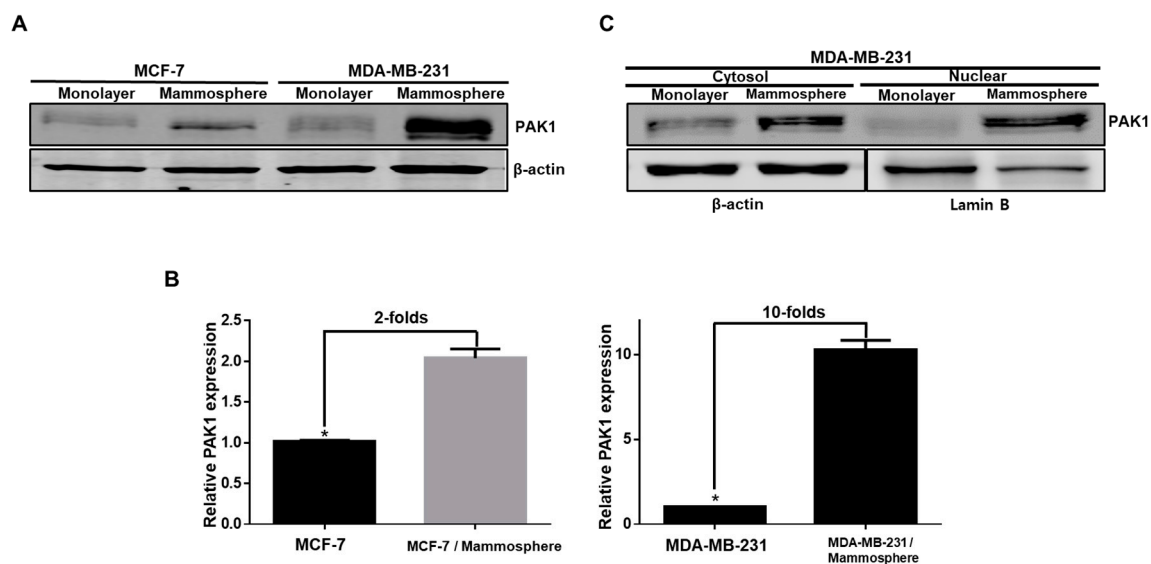 A
MCF-7
MDA-MB-231
Monolayer Mammosphere Monolayer Mammosphere
PAK1
β-actin
C
MDA-MB-231
Cytosol Nuclear
Monolayer Mammosphere Monolayer Mammosphere
PAK1
β-actin
Lamin B
B
Relative PAK1 expression
2.5
2.0
1.5
1.0
0.5
0.0
2-folds
*
MCF-7
MCF-7 / Mammosphere
Relative PAK1 expression
10
5
0
10-folds
*
MDA-MB-231
MDA-MB-231 /
Mammosphere